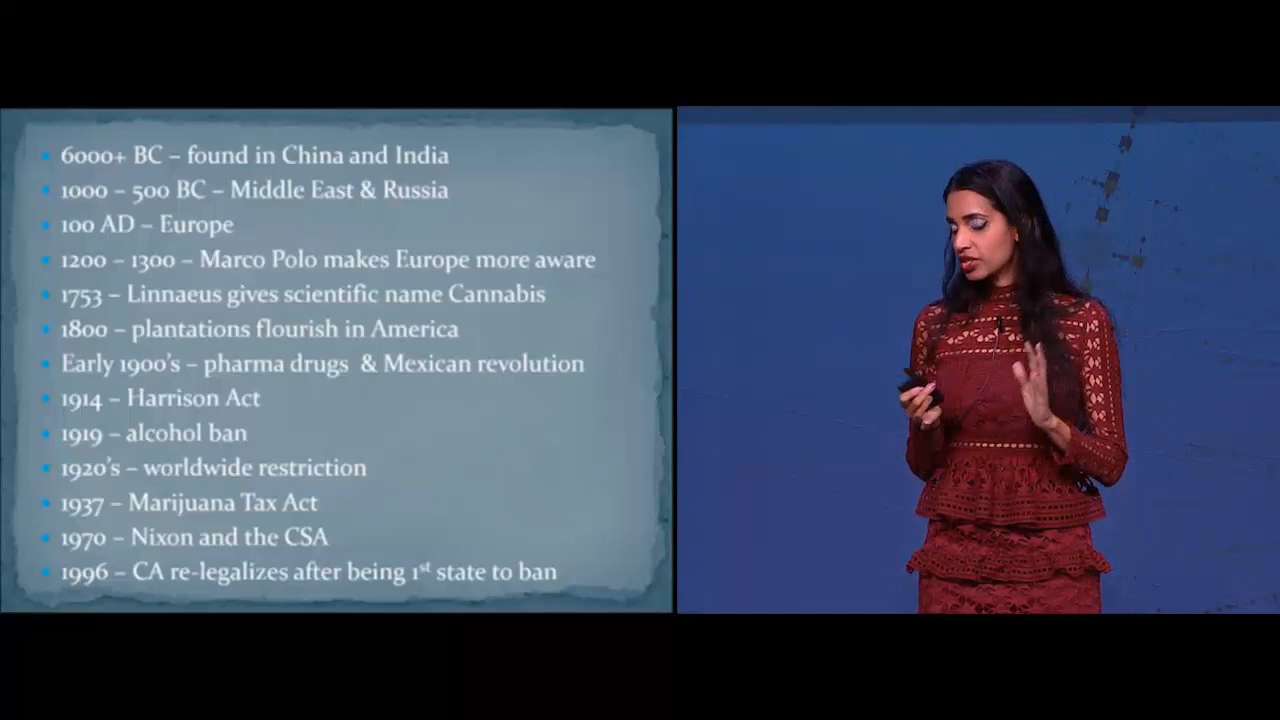 6000+ BC – found in China and India
1000 – 500 BC – Middle East & Russia
100 AD – Europe
1200 – 1300 – Marco Polo makes Europe more aware
1753 – Linnaeus gives scientific name Cannabis
1800 – plantations flourish in America
Early 1900's – pharma drugs & Mexican revolution
1914 – Harrison Act
1919 – alcohol ban
1920's – worldwide restriction
1937 – Marijuana Tax Act
1970 – Nixon and the CSA
1996 – CA re-legalizes after being 1st state to ban